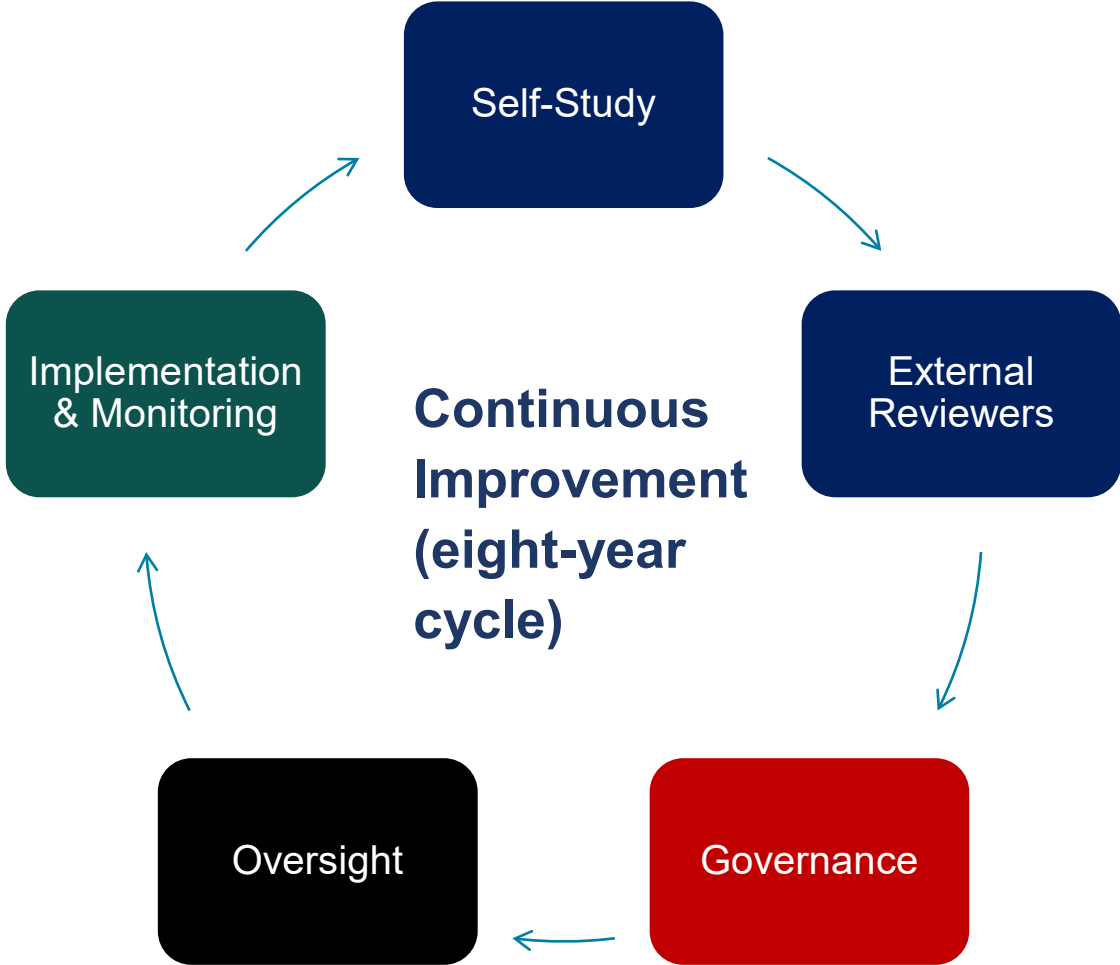 Self-Study
External
Reviewers
Governance
Oversight
Implementation
& Monitoring
Continuous
Improvement
(eight-year
cycle)